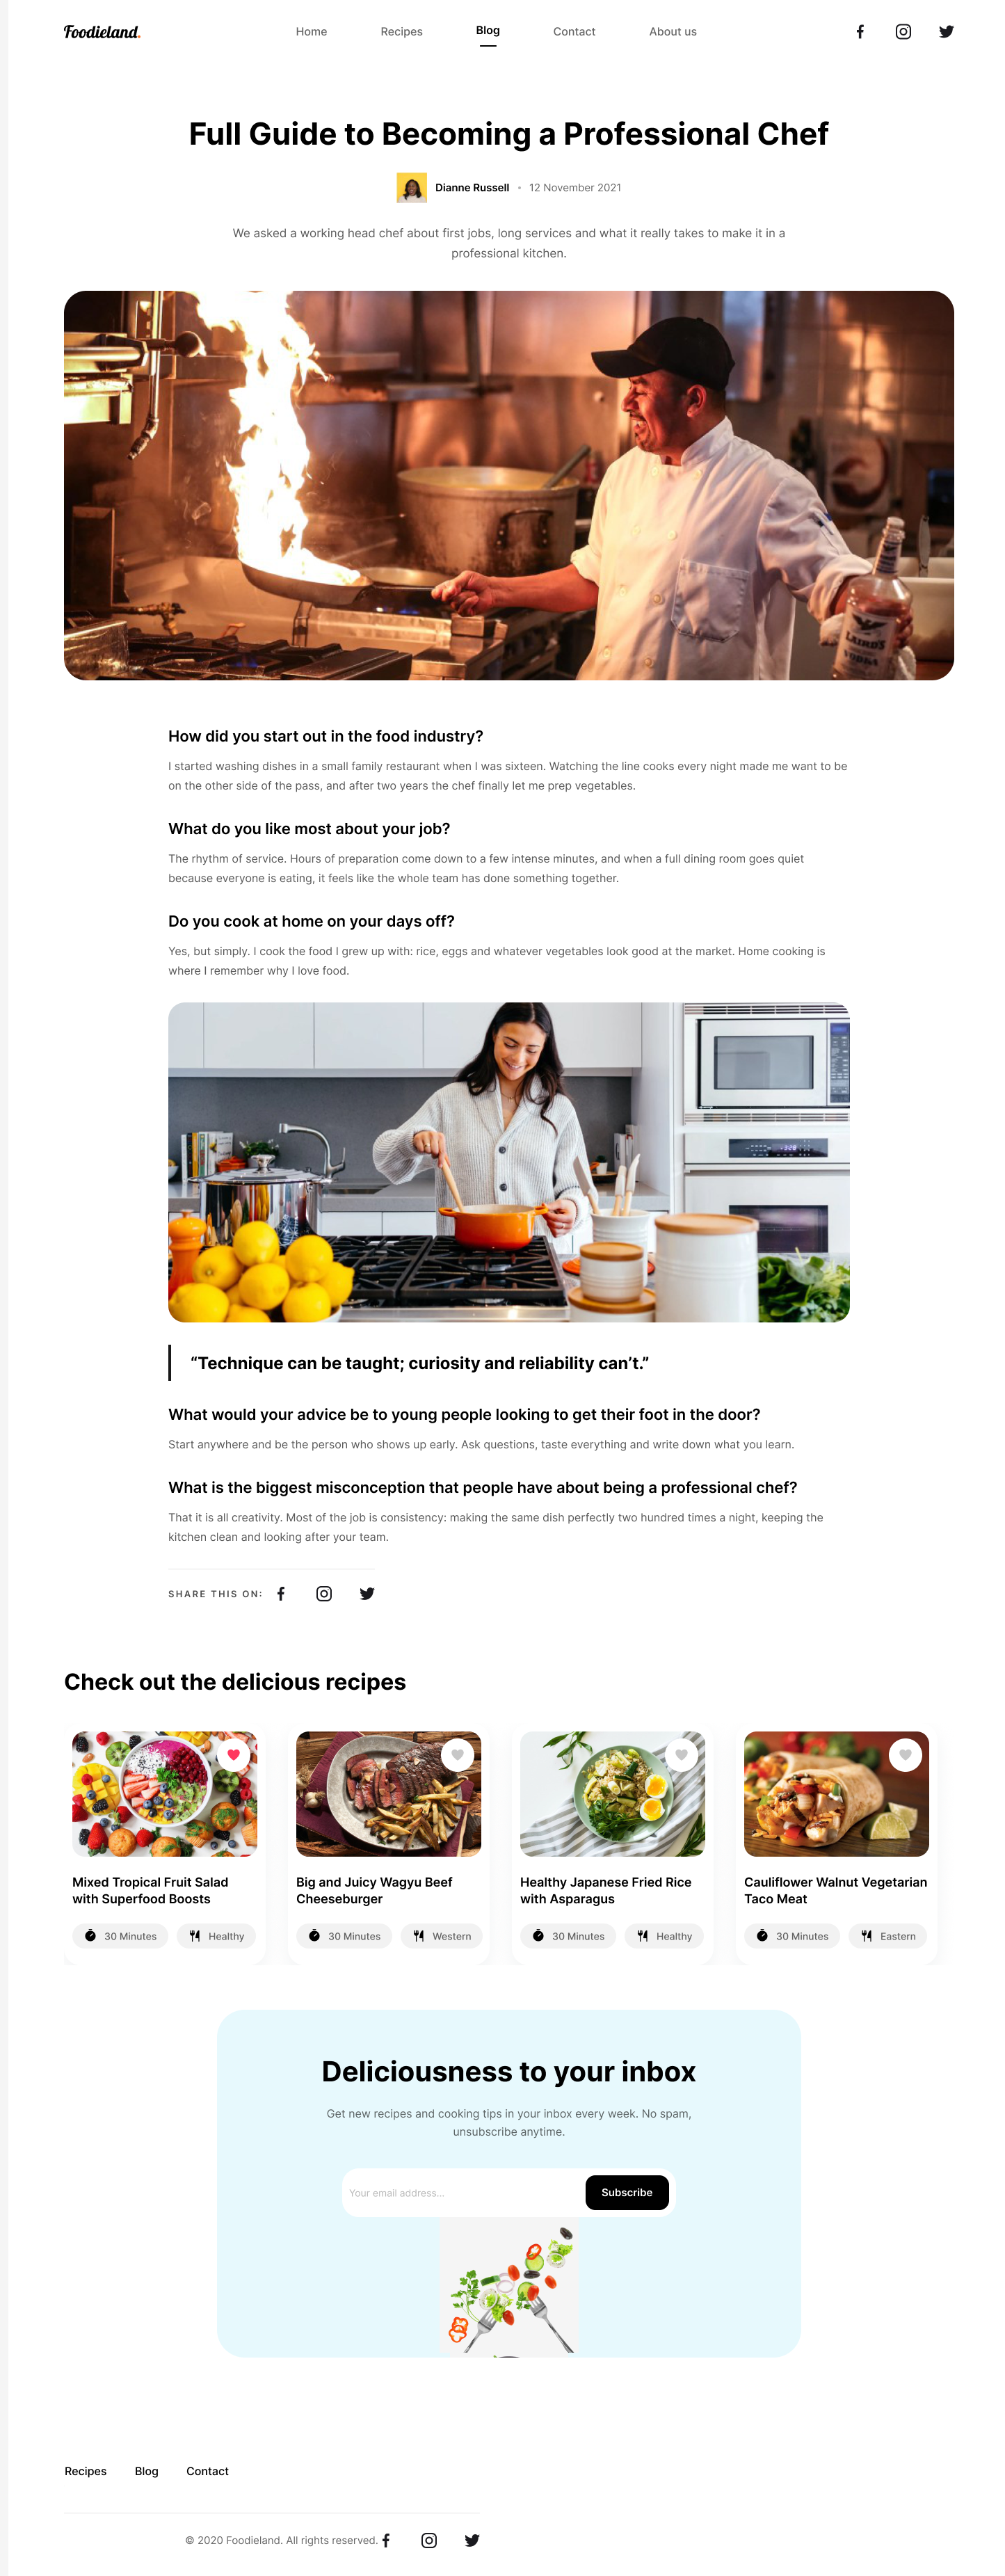 Foodieland.
Home
Recipes
Blog
Contact
About us
Full Guide to Becoming a Professional Chef
Dianne Russell
12 November 2021
We asked a working head chef about first jobs, long services and what it really takes to make it in a
professional kitchen.
LAIRD'S
VODKA
How did you start out in the food industry?
I started washing dishes in a small family restaurant when I was sixteen. Watching the line cooks every night made me want to be
on the other side of the pass, and after two years the chef finally let me prep vegetables.
What do you like most about your job?
The rhythm of service. Hours of preparation come down to a few intense minutes, and when a full dining room goes quiet
because everyone is eating, it feels like the whole team has done something together.
Do you cook at home on your days off?
Yes, but simply. I cook the food I grew up with: rice, eggs and whatever vegetables look good at the market. Home cooking is
where I remember why I love food.
“Technique can be taught; curiosity and reliability can’t.”
What would your advice be to young people looking to get their foot in the door?
Start anywhere and be the person who shows up early. Ask questions, taste everything and write down what you learn.
What is the biggest misconception that people have about being a professional chef?
That it is all creativity. Most of the job is consistency: making the same dish perfectly two hundred times a night, keeping the
kitchen clean and looking after your team.
SHARE THIS ON:
Check out the delicious recipes
Mixed Tropical Fruit Salad
with Superfood Boosts
30 Minutes
Healthy
Big and Juicy Wagyu Beef
Cheeseburger
30 Minutes
Western
Healthy Japanese Fried Rice
with Asparagus
30 Minutes
Healthy
Cauliflower Walnut Vegetarian
Taco Meat
30 Minutes
Eastern
Deliciousness to your inbox
Get new recipes and cooking tips in your inbox every week. No spam,
unsubscribe anytime.
Your email address...
Subscribe
Recipes
Blog
Contact
© 2020 Foodieland. All rights reserved.